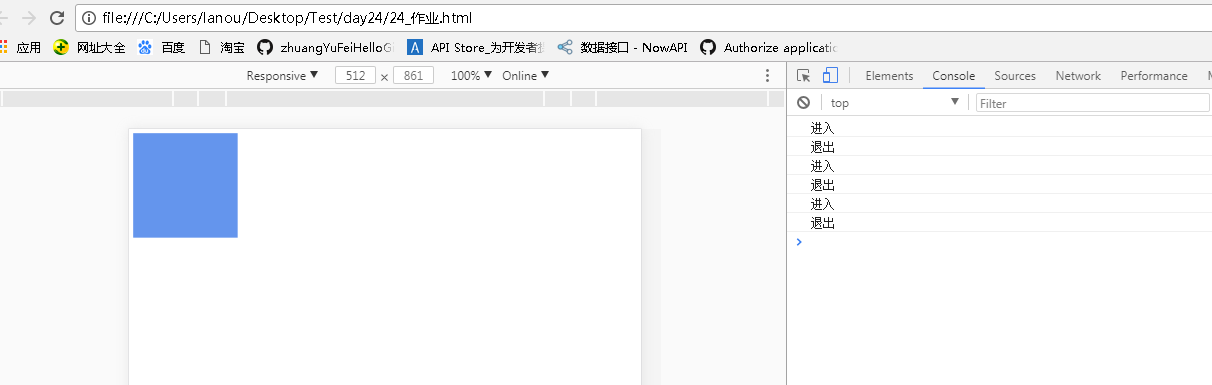 file:///C:/Users/lanou/Desktop/Test/day24/24_作业.html
应用 网址大全 百度 淘宝 zhuangYuFeiHelloGi API Store_为开发者 数据接口 - NowAPI Authorize applicatio
Responsive ▼ 512 × 861 100% ▼ Online ▼
Elements Console Sources Network Performance
top ▼ Filter
进入
退出
进入
退出
进入
退出